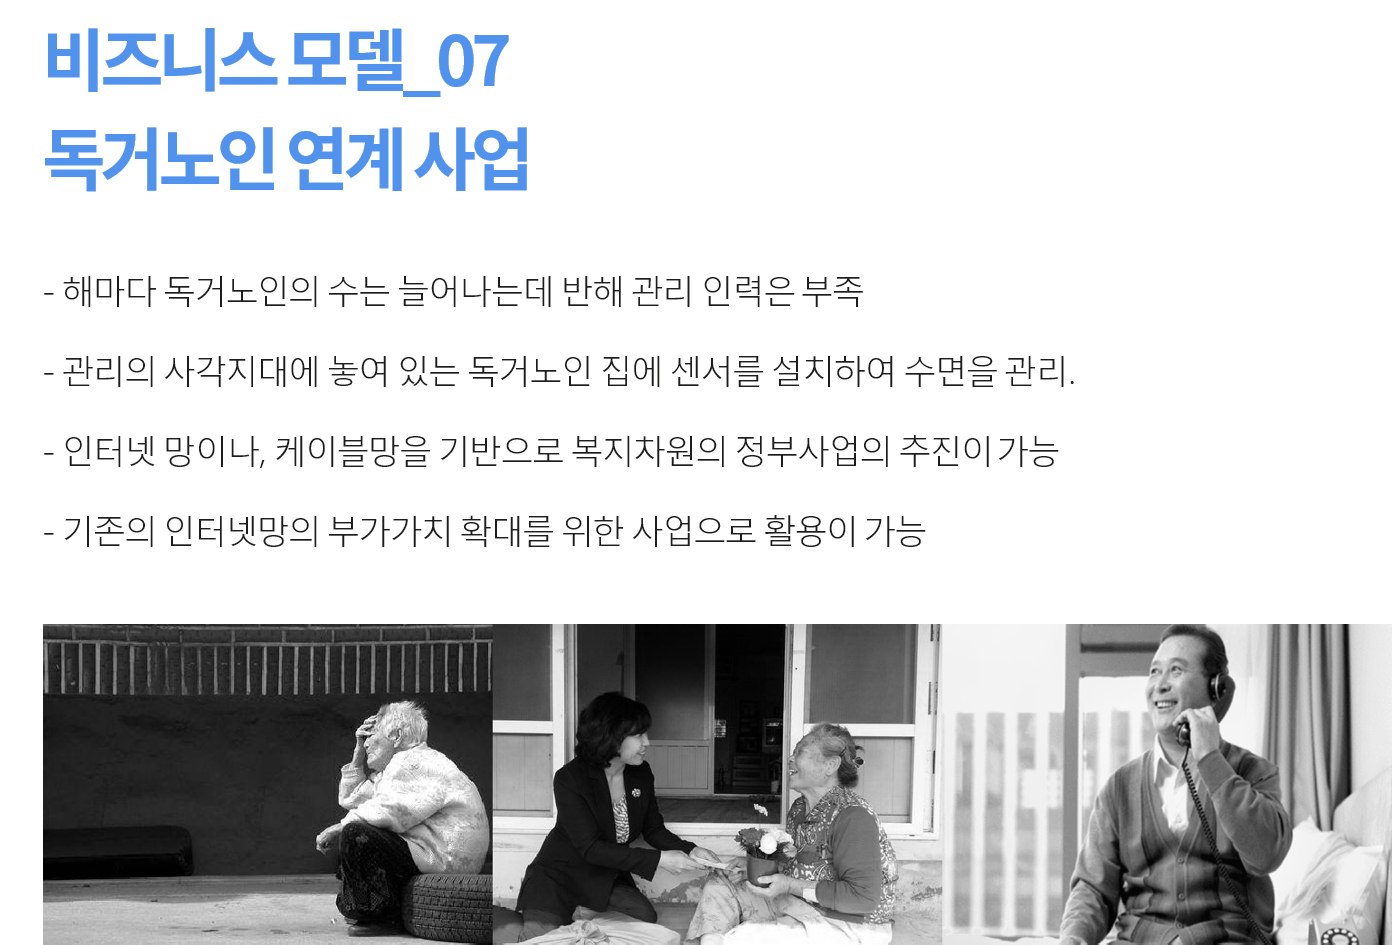 비즈니스 모델_07
독거노인 연계 사업
- 해마다 독거노인의 수는 늘어나는데 반해 관리 인력은 부족
- 관리의 사각지대에 놓여 있는 독거노인 집에 센서를 설치하여 수면을 관리.
- 인터넷 망이나, 케이블망을 기반으로 복지차원의 정부사업의 추진이 가능
- 기존의 인터넷망의 부가가치 확대를 위한 사업으로 활용이 가능